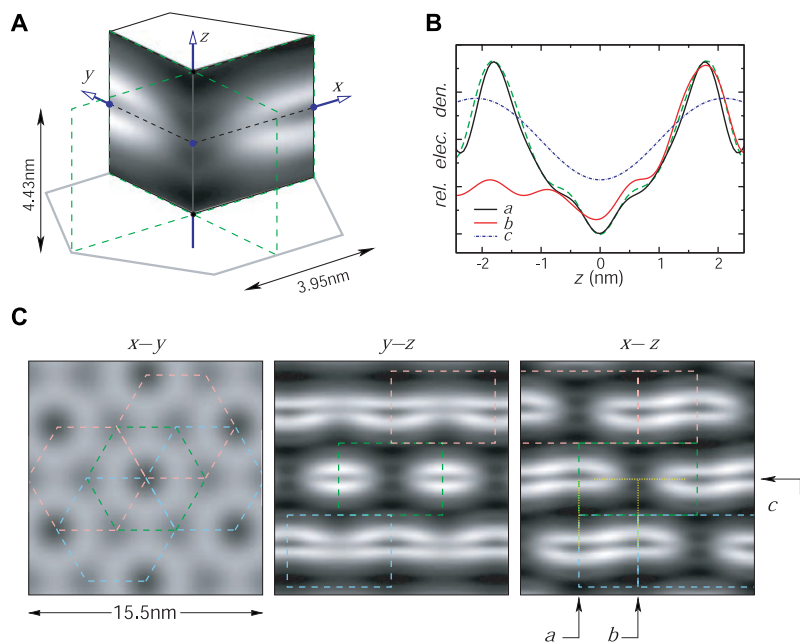 A
z
y
x
4.43nm
3.95nm
B
rel. elec. den.
a
b
c
-2
-1
0
1
2
z (nm)
C
x–y
y–z
x–z
c
15.5nm
a
b